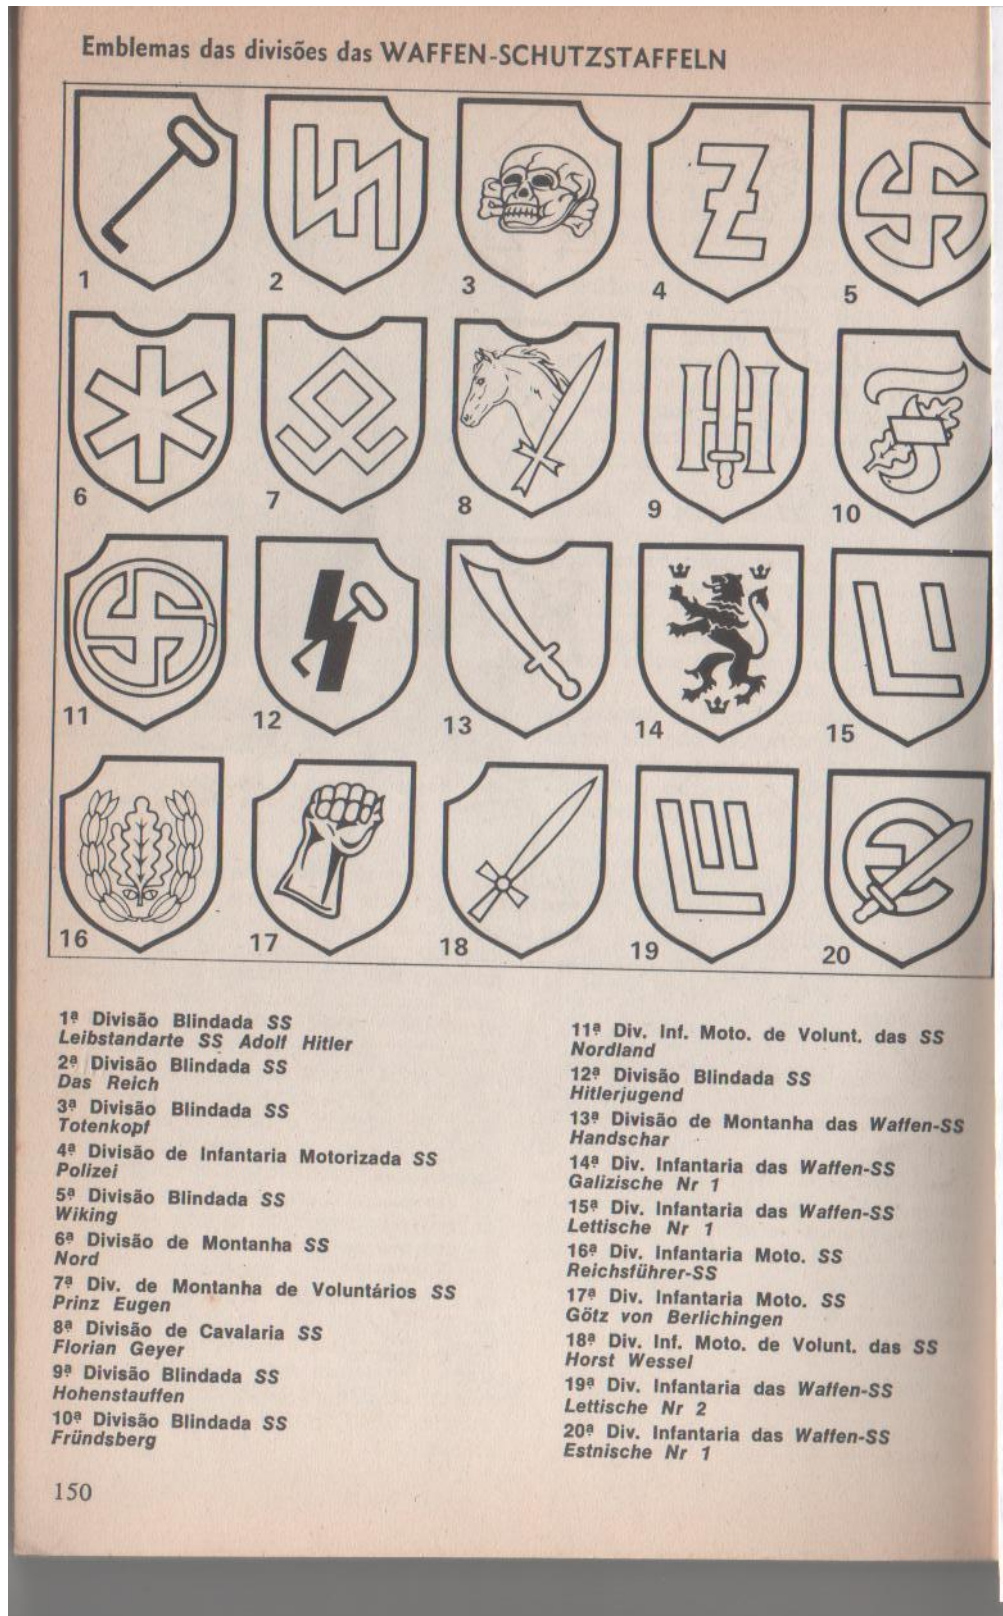 Emblemas das divisões das WAFFEN-SCHUTZSTAFFELN
1
2
3
4
5
6
7
8
9
10
11
12
13
14
15
16
17
18
19
20
1ª Divisão Blindada SS
Leibstandarte SS Adolf Hitler
2ª Divisão Blindada SS
Das Reich
3ª Divisão Blindada SS
Totenkopf
4ª Divisão de Infantaria Motorizada SS
Polizei
5ª Divisão Blindada SS
Wiking
6ª Divisão de Montanha SS
Nord
7ª Div. de Montanha de Voluntários SS
Prinz Eugen
8ª Divisão de Cavalaria SS
Florian Geyer
9ª Divisão Blindada SS
Hohenstauffen
10ª Divisão Blindada SS
Fründsberg
11ª Div. Inf. Moto. de Volunt. das SS
Nordland
12ª Divisão Blindada SS
Hitlerjugend
13ª Divisão de Montanha das Waffen-SS
Handschar
14ª Div. Infantaria das Waffen-SS
Galizische Nr 1
15ª Div. Infantaria das Waffen-SS
Lettische Nr 1
16ª Div. Infantaria Moto. SS
Reichsführer-SS
17ª Div. Infantaria Moto. SS
Götz von Berlichingen
18ª Div. Inf. Moto. de Volunt. das SS
Horst Wessel
19ª Div. Infantaria das Waffen-SS
Lettische Nr 2
20ª Div. Infantaria das Waffen-SS
Estnische Nr 1
150